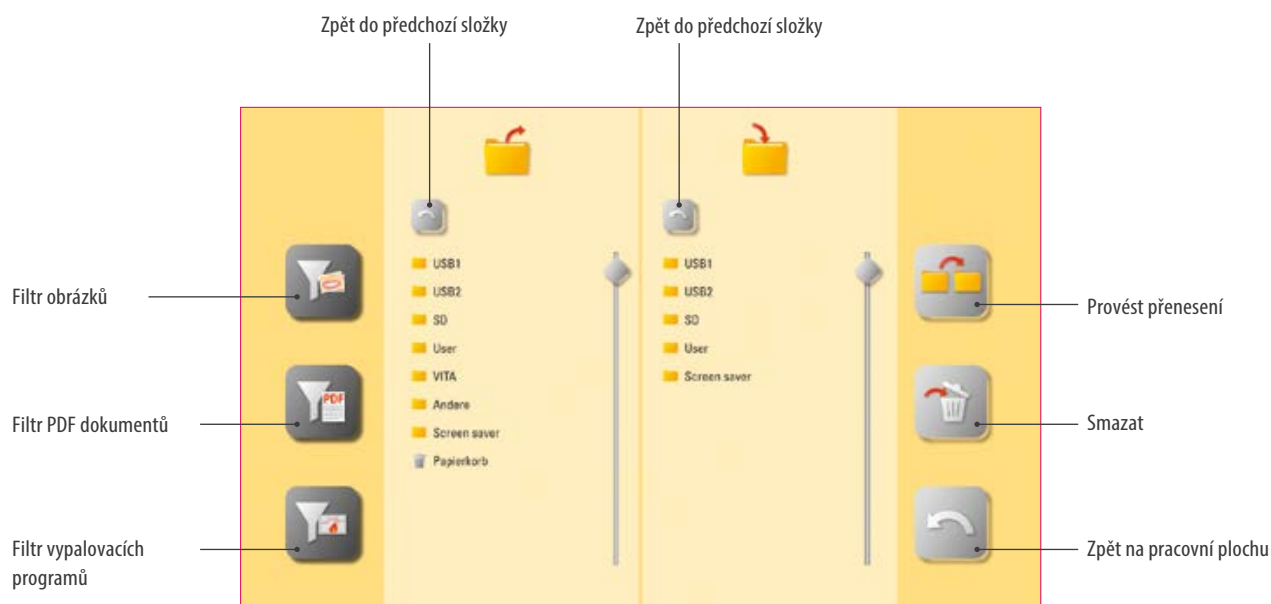 Zpět do předchozí složky
Zpět do předchozí složky
Filtr obrázků
Filtr PDF dokumentů
Filtr vypalovacích
programů
PDF
USB1
USB2
SD
User
VITA
Andere
Screen saver
Papierkorb
USB1
USB2
SD
User
Screen saver
Provést přenesení
Smazat
Zpět na pracovní plochu